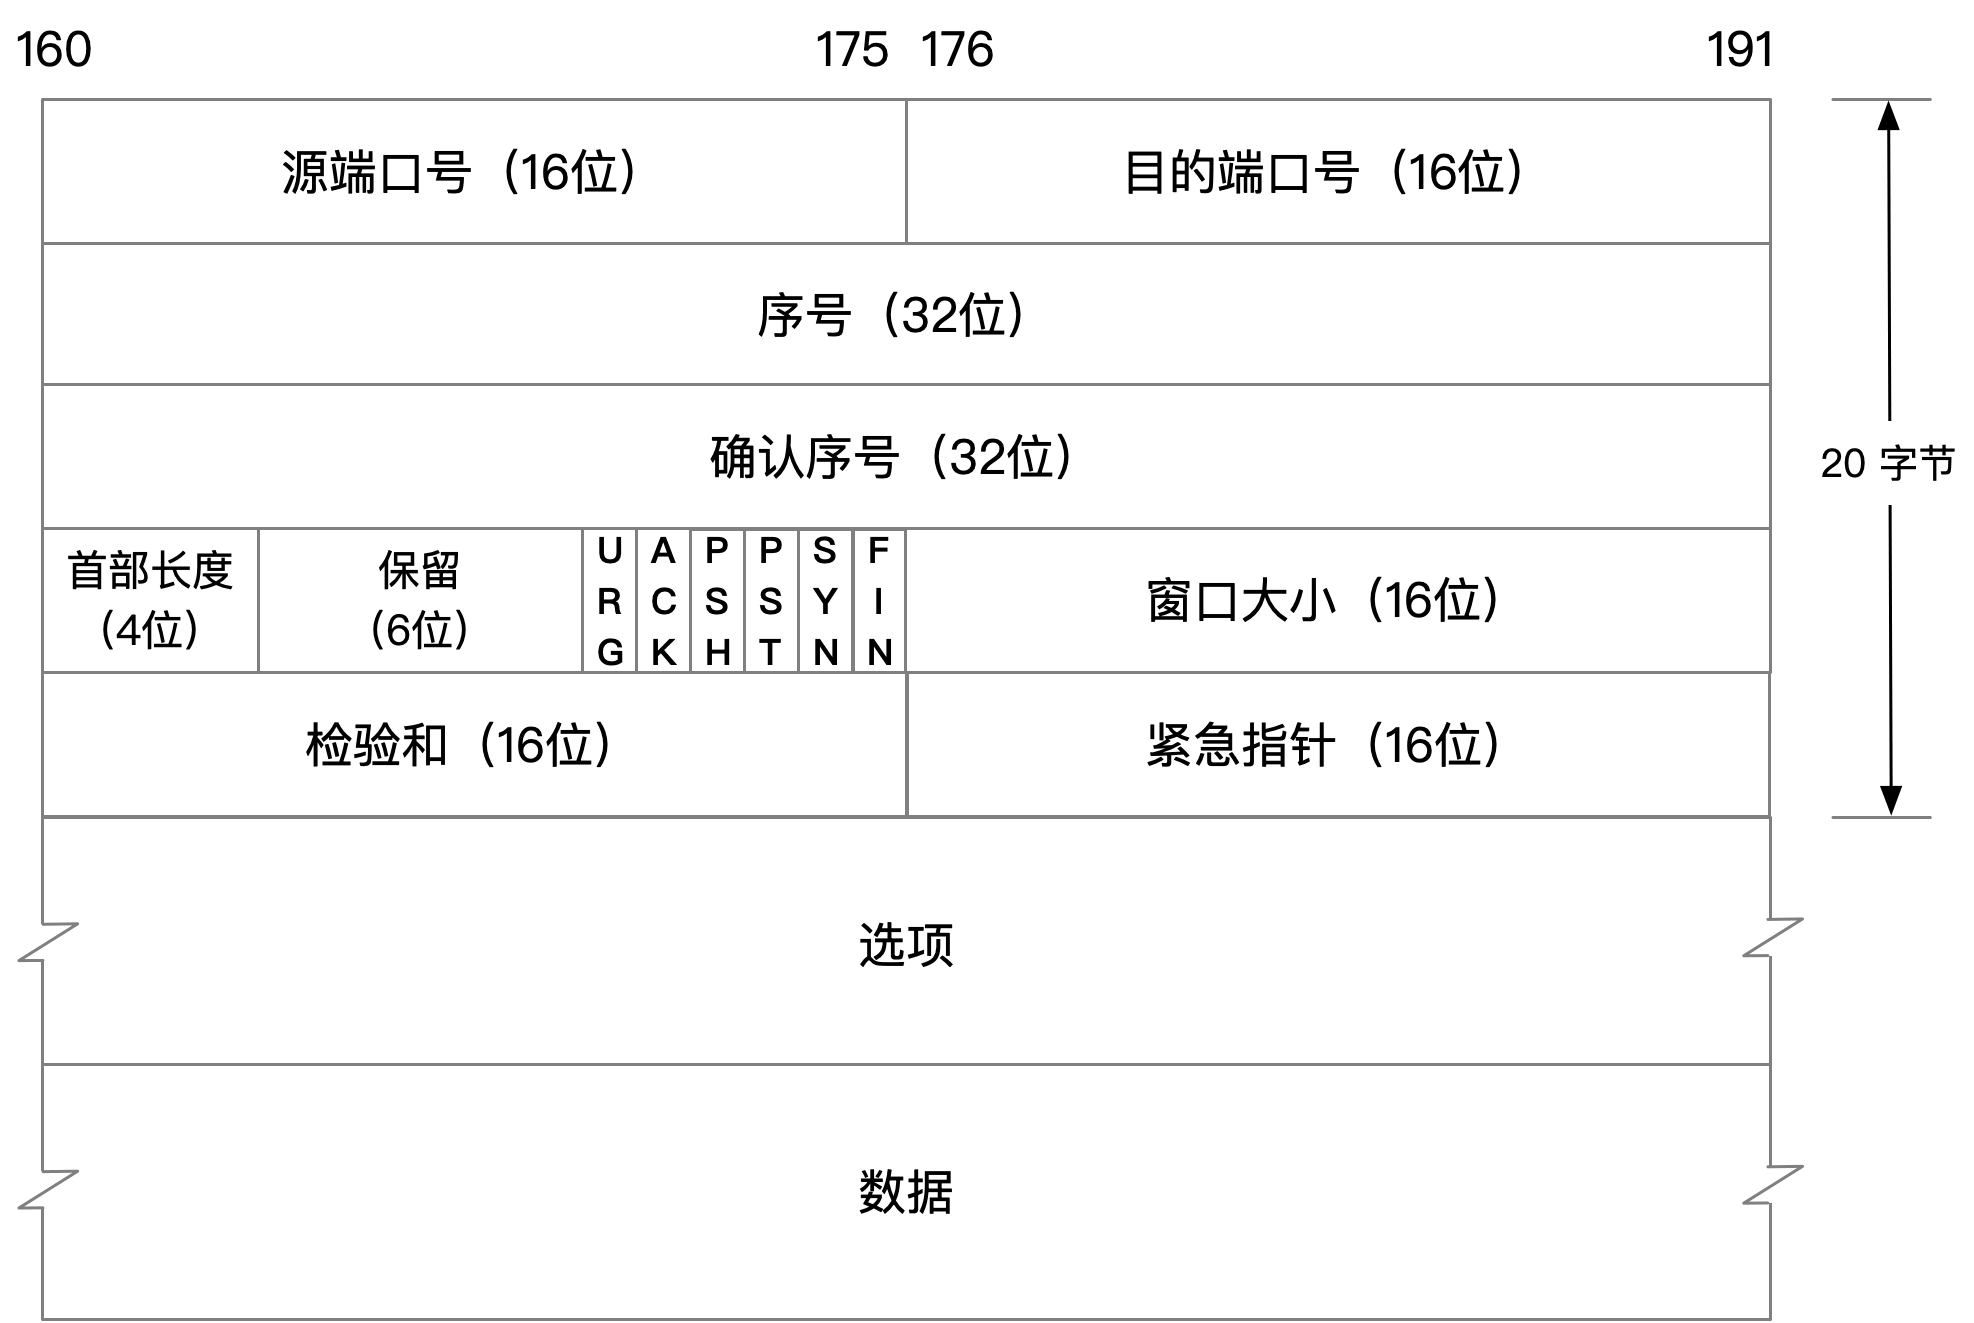 160 175 176 191
源端口号（16位） 目的端口号（16位）
序号（32位）
确认序号（32位）
20 字节
首部长度
(4位)
保留
(6位)
URG
ACK
PSH
PST
SYN
FIN
窗口大小（16位）
检验和（16位） 紧急指针（16位）
选项
数据